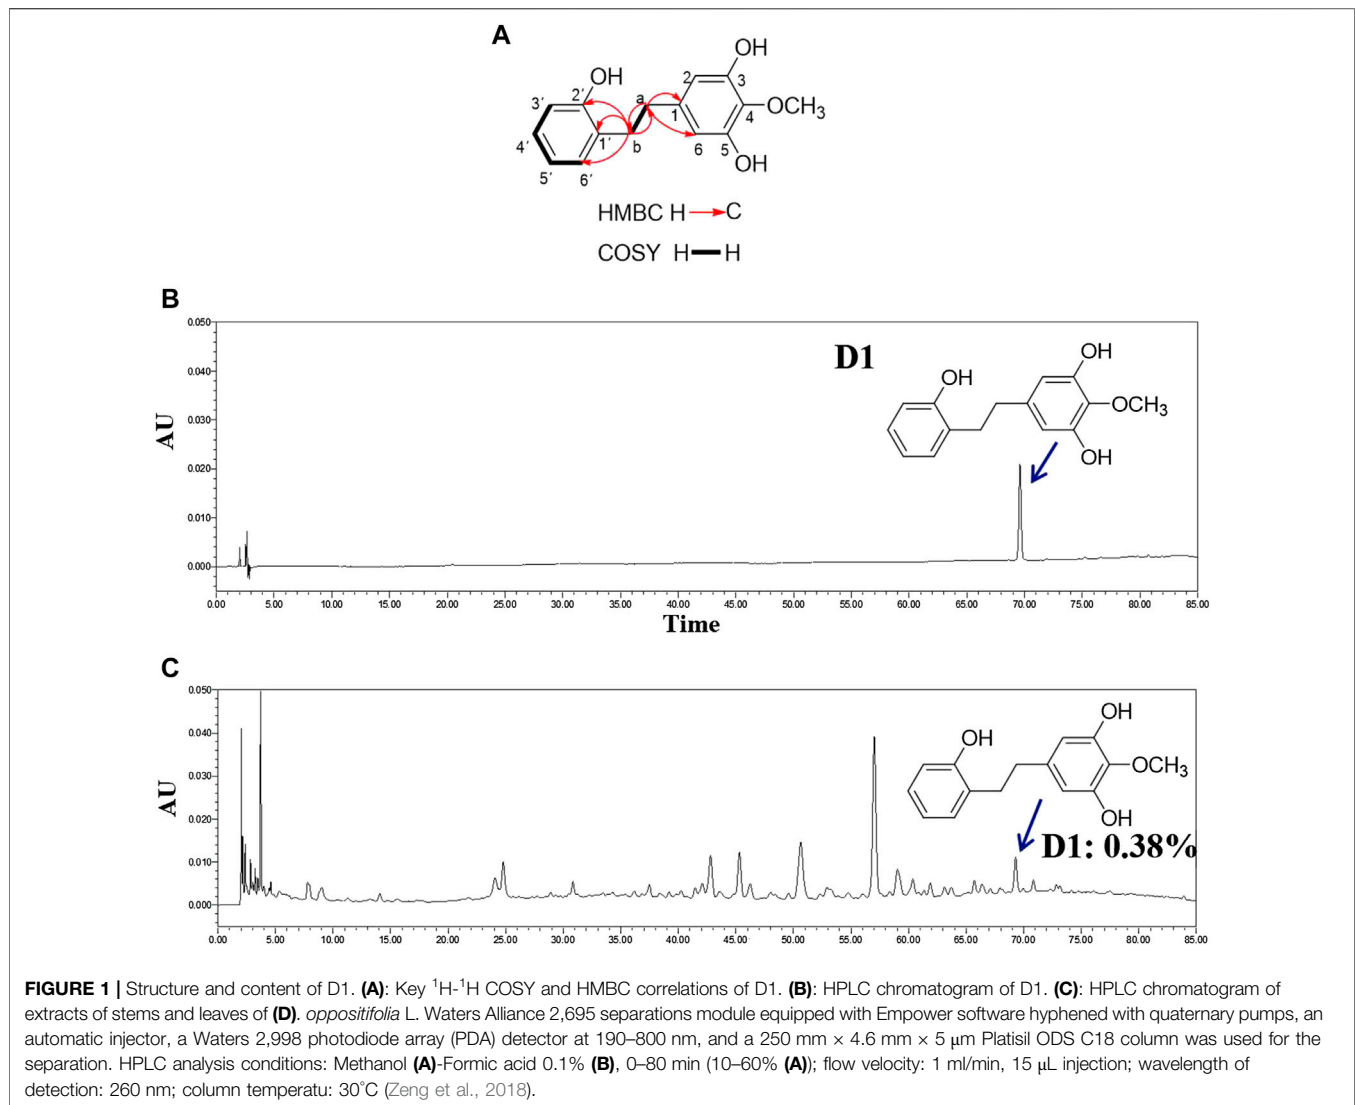 A
OH
OH
2
3
2′
3′
a
OCH3
1
4
1′
4′
b
6
5
5′
6′
OH
HMBC H C
COSY H H
B
0.050
0.040
0.030
0.020
0.010
0.000
AU
D1
OH
OH
OCH3
OH
0.00 5.00 10.00 15.00 20.00 25.00 30.00 35.00 40.00 45.00 50.00 55.00 60.00 65.00 70.00 75.00 80.00 85.00
Time
C
0.050
0.040
0.030
0.020
0.010
0.000
AU
OH
OH
OCH3
OH
D1: 0.38%
0.00 5.00 10.00 15.00 20.00 25.00 30.00 35.00 40.00 45.00 50.00 55.00 60.00 65.00 70.00 75.00 80.00 85.00
FIGURE 1 | Structure and content of D1. (A): Key 1H-1H COSY and HMBC correlations of D1. (B): HPLC chromatogram of D1. (C): HPLC chromatogram of
extracts of stems and leaves of (D). oppositifolia L. Waters Alliance 2,695 separations module equipped with Empower software hyphened with quaternary pumps, an
automatic injector, a Waters 2,998 photodiode array (PDA) detector at 190–800 nm, and a 250 mm × 4.6 mm × 5 μm Platisil ODS C18 column was used for the
separation. HPLC analysis conditions: Methanol (A)-Formic acid 0.1% (B), 0–80 min (10–60% (A)); flow velocity: 1 ml/min, 15 μL injection; wavelength of
detection: 260 nm; column temperatu: 30°C (Zeng et al., 2018).